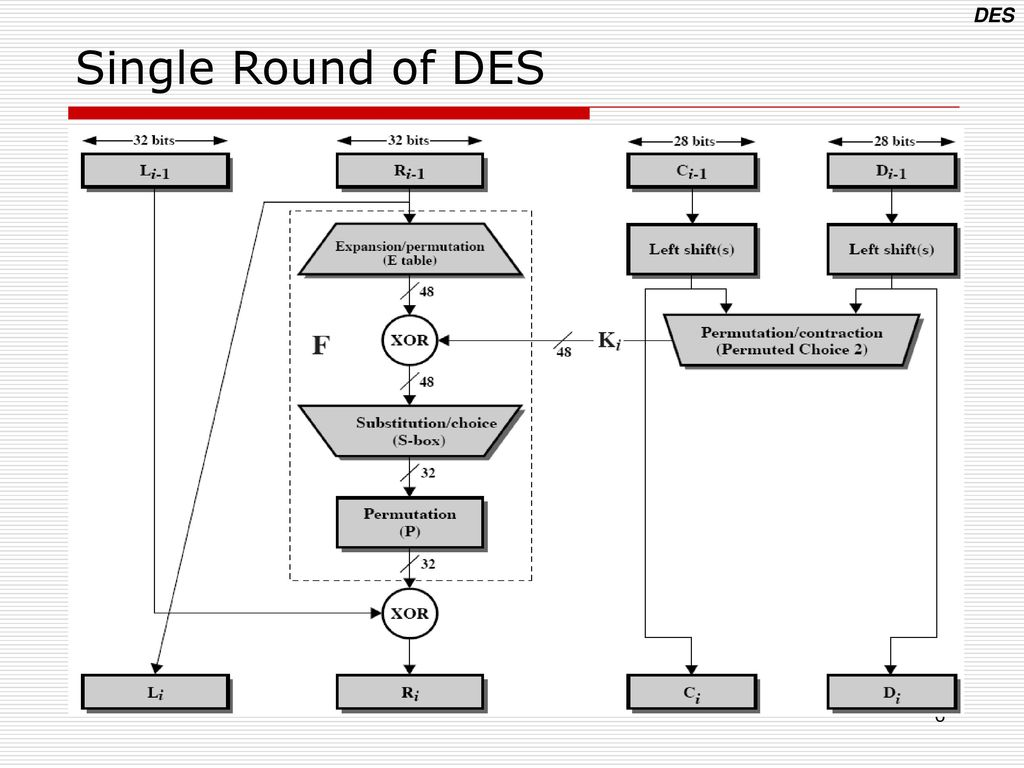 DES
Single Round of DES
32 bits
32 bits
28 bits
28 bits
Li-1
Ri-1
Ci-1
Di-1
Expansion/permutation
(E table)
Left shift(s)
Left shift(s)
48
F
XOR
48
Ki
Permutation/contraction
(Permuted Choice 2)
48
Substitution/choice
(S-box)
32
Permutation
(P)
32
XOR
Li
Ri
Ci
Di